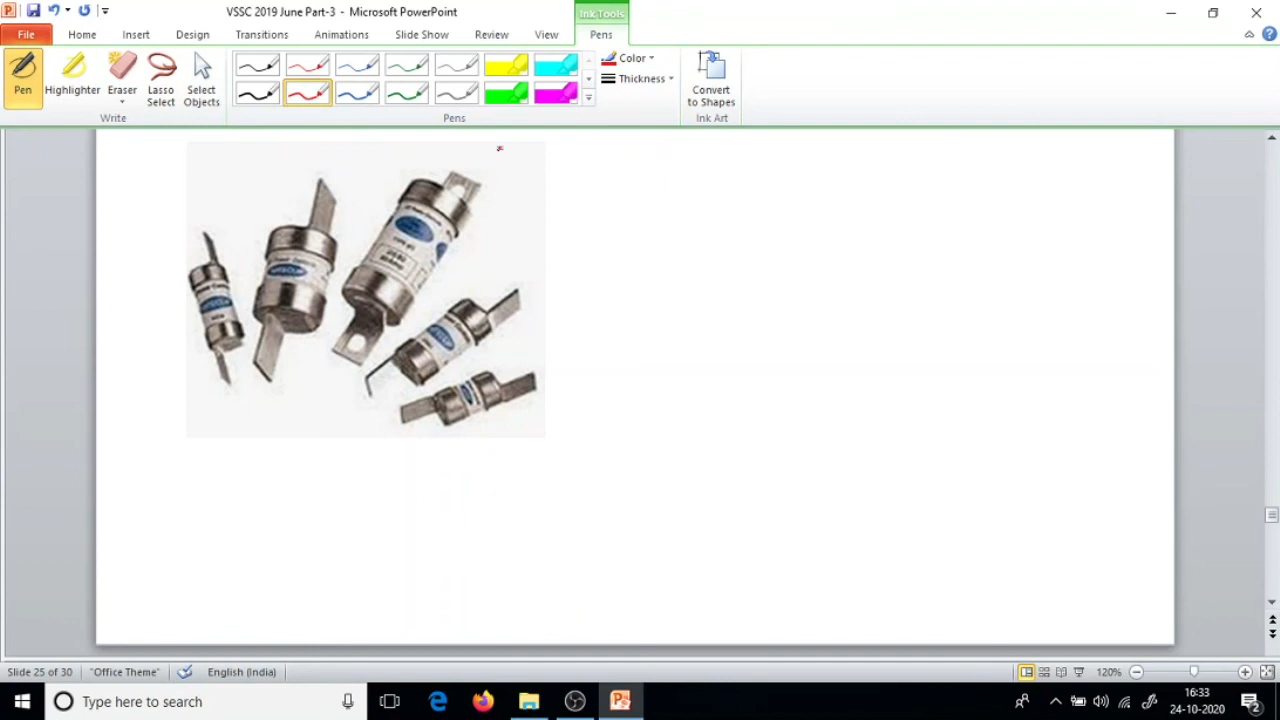 VSSC 2019 June Part-3 - Microsoft PowerPoint
Ink Tools
File Home Insert Design Transitions Animations Slide Show Review View Pens
Pen
Highlighter
Eraser
Lasso Select
Select Objects
Color
Thickness
Convert to Shapes
Write
Pens
Ink Art
Slide 25 of 30
"Office Theme"
English (India)
120%
Type here to search
16:33
24-10-2020
2